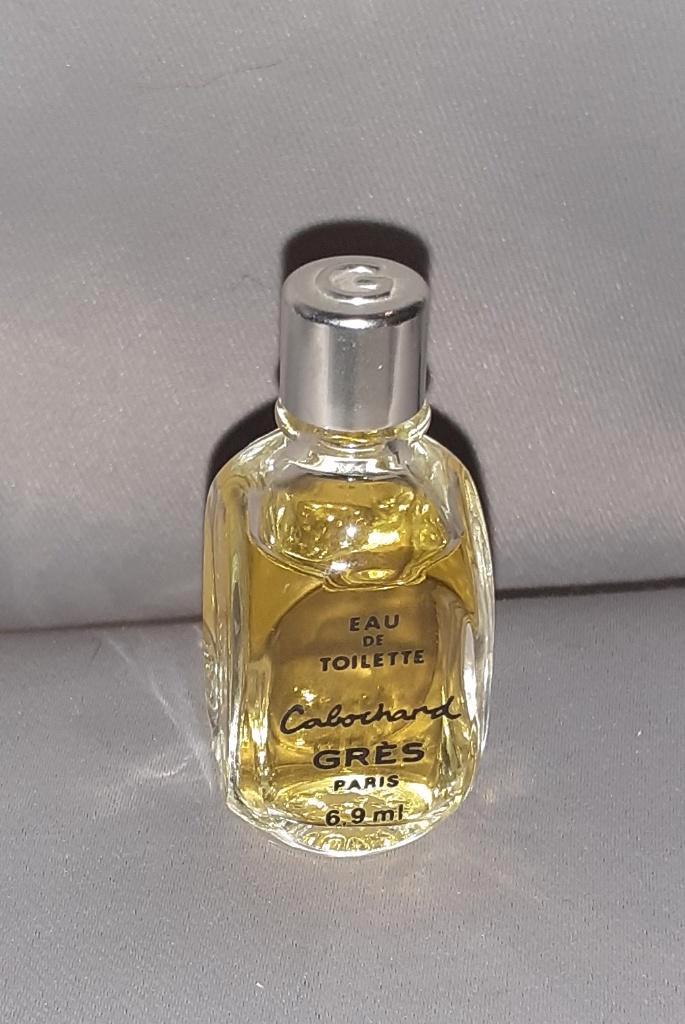 G
EAU
DE
TOILETTE
Cabochard
GRÈS
PARIS
6,9 ml